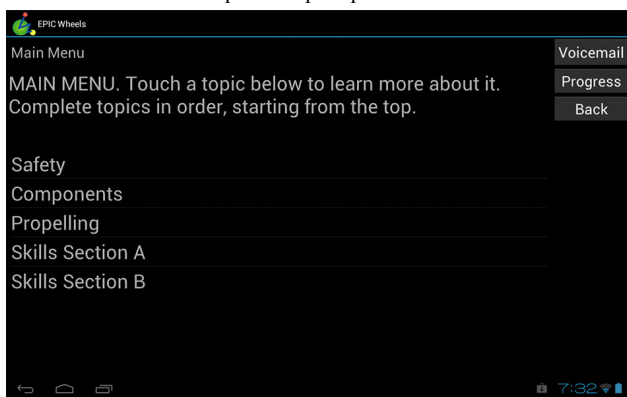 EPIC Wheels
Main Menu
Voicemail
MAIN MENU. Touch a topic below to learn more about it.
Complete topics in order, starting from the top.
Progress
Back
Safety
Components
Propelling
Skills Section A
Skills Section B
7:32